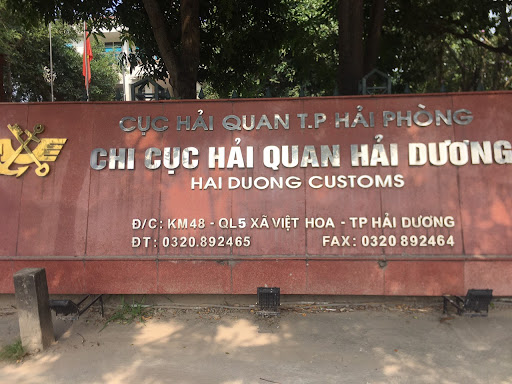 CỤC HẢI QUAN T.P HẢI PHÒNG
CHI CỤC HẢI QUAN HẢI DƯƠNG
HAI DUONG CUSTOMS
Đ/C: KM48 - QL5 XÃ VIỆT HOA - TP HẢI DƯƠNG
ĐT: 0320.892465 FAX: 0320 892464